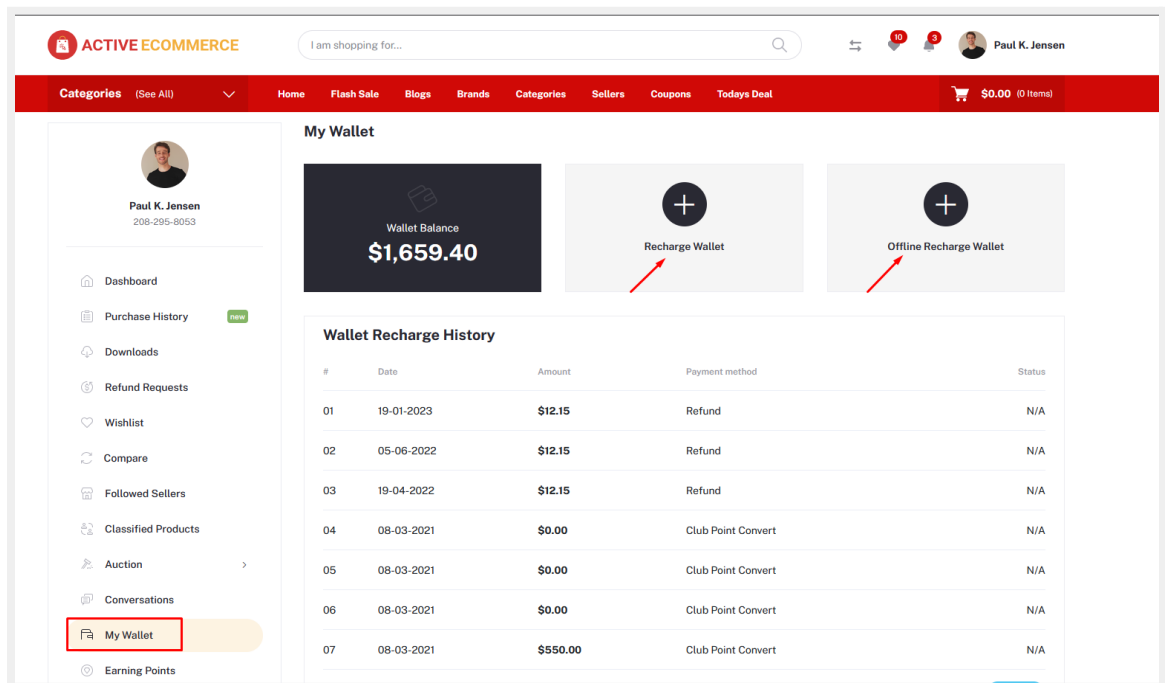 ACTIVE ECOMMERCE
I am shopping for...
10
3
Paul K. Jensen
Categories (See All)
Home Flash Sale Blogs Brands Categories Sellers Coupons Todays Deal
$0.00 (0 Items)
Paul K. Jensen
208-295-8053
Dashboard
Purchase History new
Downloads
Refund Requests
Wishlist
Compare
Followed Sellers
Classified Products
Auction
Conversations
My Wallet
Earning Points
My Wallet
Wallet Balance
$1,659.40
Recharge Wallet
Offline Recharge Wallet
Wallet Recharge History
# Date Amount Payment method Status
01 19-01-2023 $12.15 Refund N/A
02 05-06-2022 $12.15 Refund N/A
03 19-04-2022 $12.15 Refund N/A
04 08-03-2021 $0.00 Club Point Convert N/A
05 08-03-2021 $0.00 Club Point Convert N/A
06 08-03-2021 $0.00 Club Point Convert N/A
07 08-03-2021 $550.00 Club Point Convert N/A